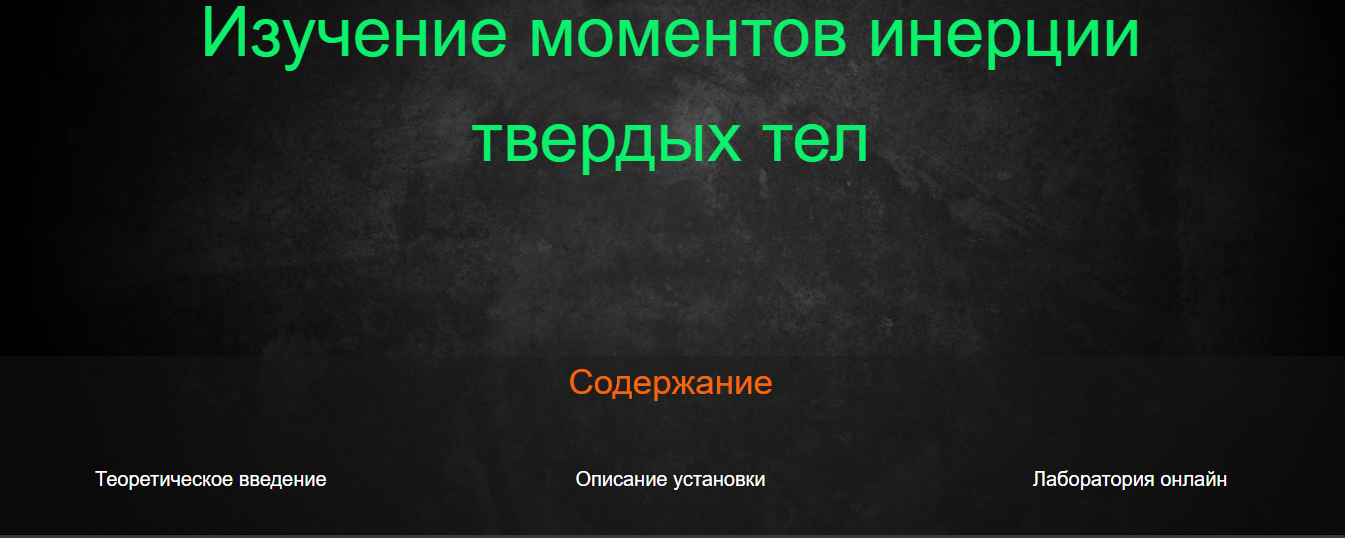 Изучение моментов инерции
твердых тел
Содержание
Теоретическое введение
Описание установки
Лаборатория онлайн